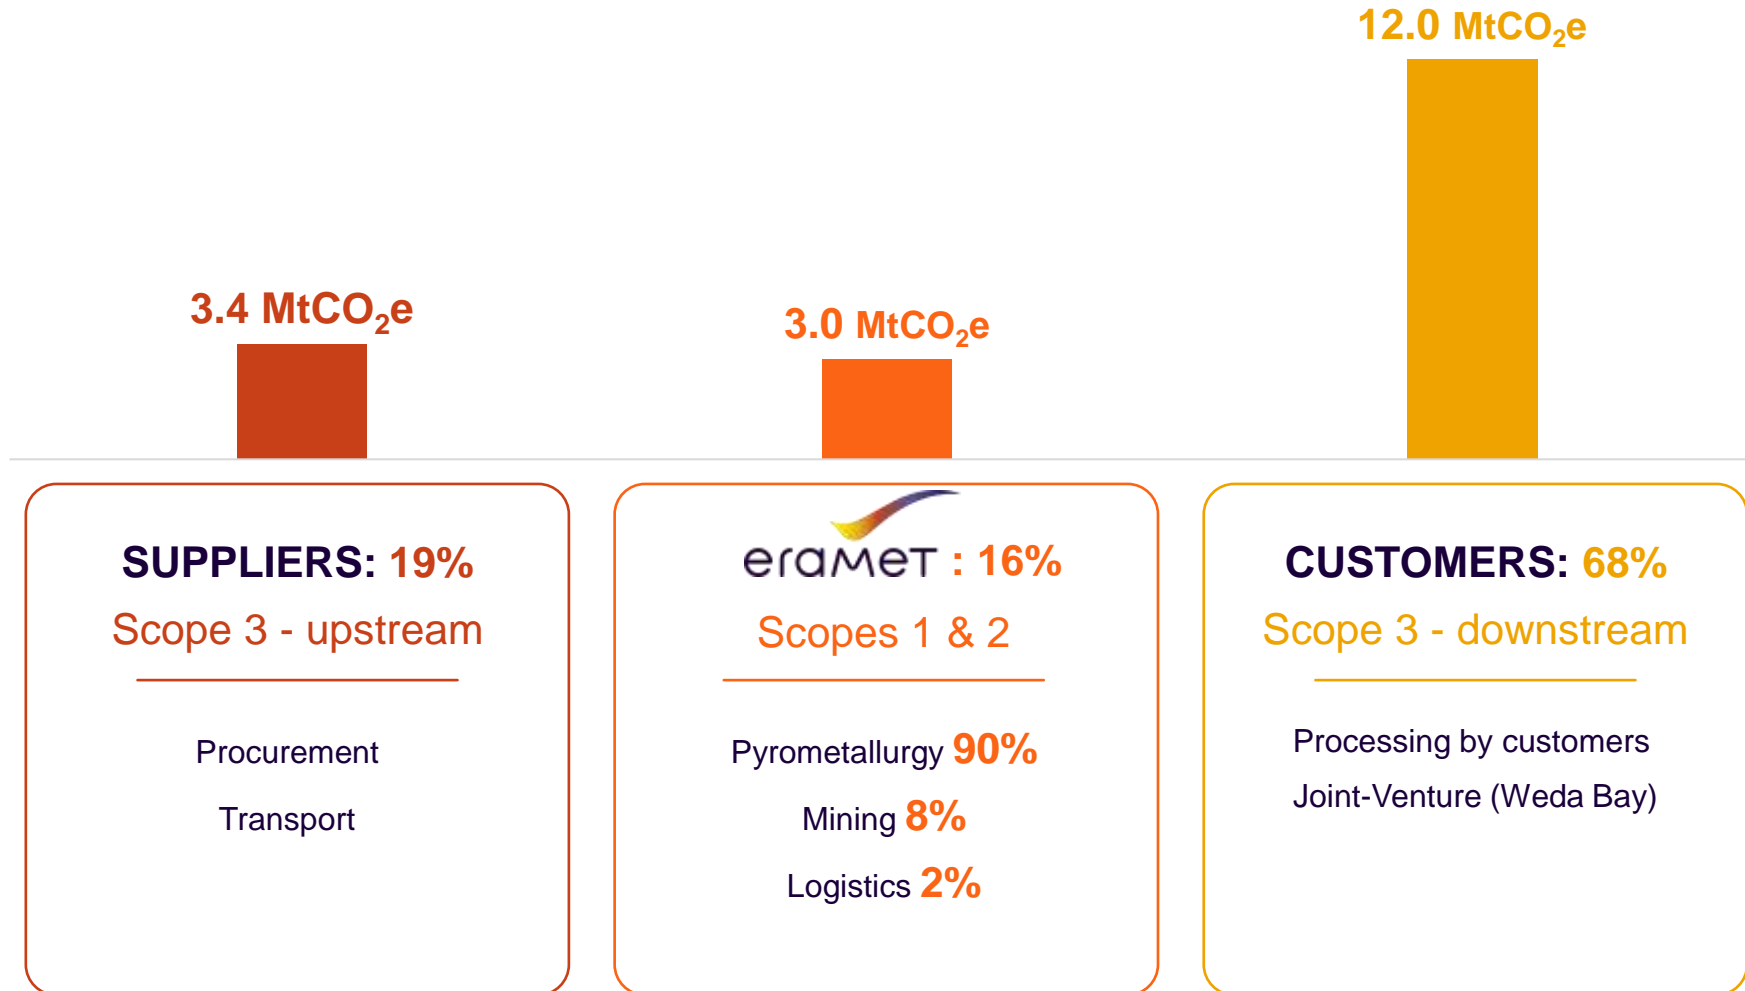 12.0 MtCO₂e
3.4 MtCO₂e
3.0 MtCO₂e
SUPPLIERS: 19%
Scope 3 - upstream
Procurement
Transport
eramet : 16%
Scopes 1 & 2
Pyrometallurgy 90%
Mining 8%
Logistics 2%
CUSTOMERS: 68%
Scope 3 - downstream
Processing by customers
Joint-Venture (Weda Bay)